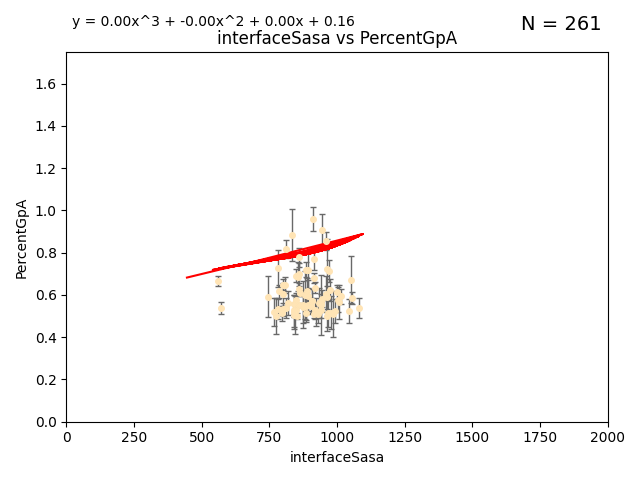 y = 0.00x^3 + -0.00x^2 + 0.00x + 0.16
N = 261
interfaceSasa vs PercentGpA
PercentGpA
1.6
1.4
1.2
1.0
0.8
0.6
0.4
0.2
0.0
0 250 500 750 1000 1250 1500 1750 2000
interfaceSasa